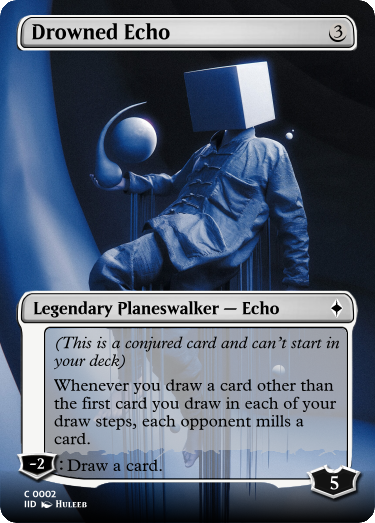 Drowned Echo 3
Legendary Planeswalker — Echo
(This is a conjured card and can't start in
your deck)
Whenever you draw a card other than
the first card you draw in each of your
draw steps, each opponent mills a
card.
-2 : Draw a card.
5
C 0002
IID HULEEB